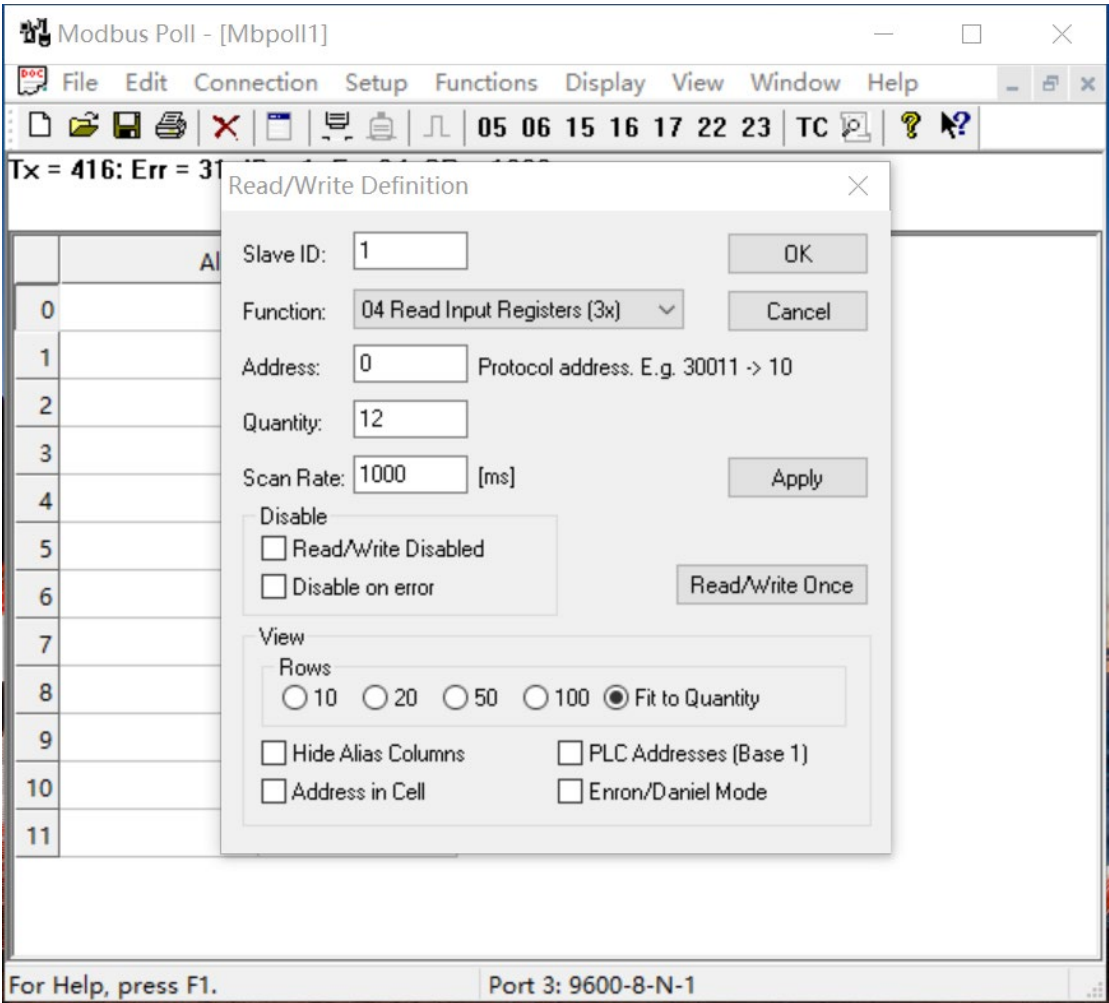 Modbus Poll - [Mbpoll1]
File Edit Connection Setup Functions Display View Window Help
05 06 15 16 17 22 23 TC
Tx = 416: Err = 31
Read/Write Definition
Slave ID: 1 OK
Function: 04 Read Input Registers (3x) Cancel
Address: 0 Protocol address. E.g. 30011 -> 10
Quantity: 12
Scan Rate: 1000 [ms] Apply
Disable
Read/Write Disabled
Disable on error
Read/Write Once
View
Rows
10 20 50 100 Fit to Quantity
Hide Alias Columns PLC Addresses (Base 1)
Address in Cell Enron/Daniel Mode
Al
0
1
2
3
4
5
6
7
8
9
10
11
For Help, press F1. Port 3: 9600-8-N-1